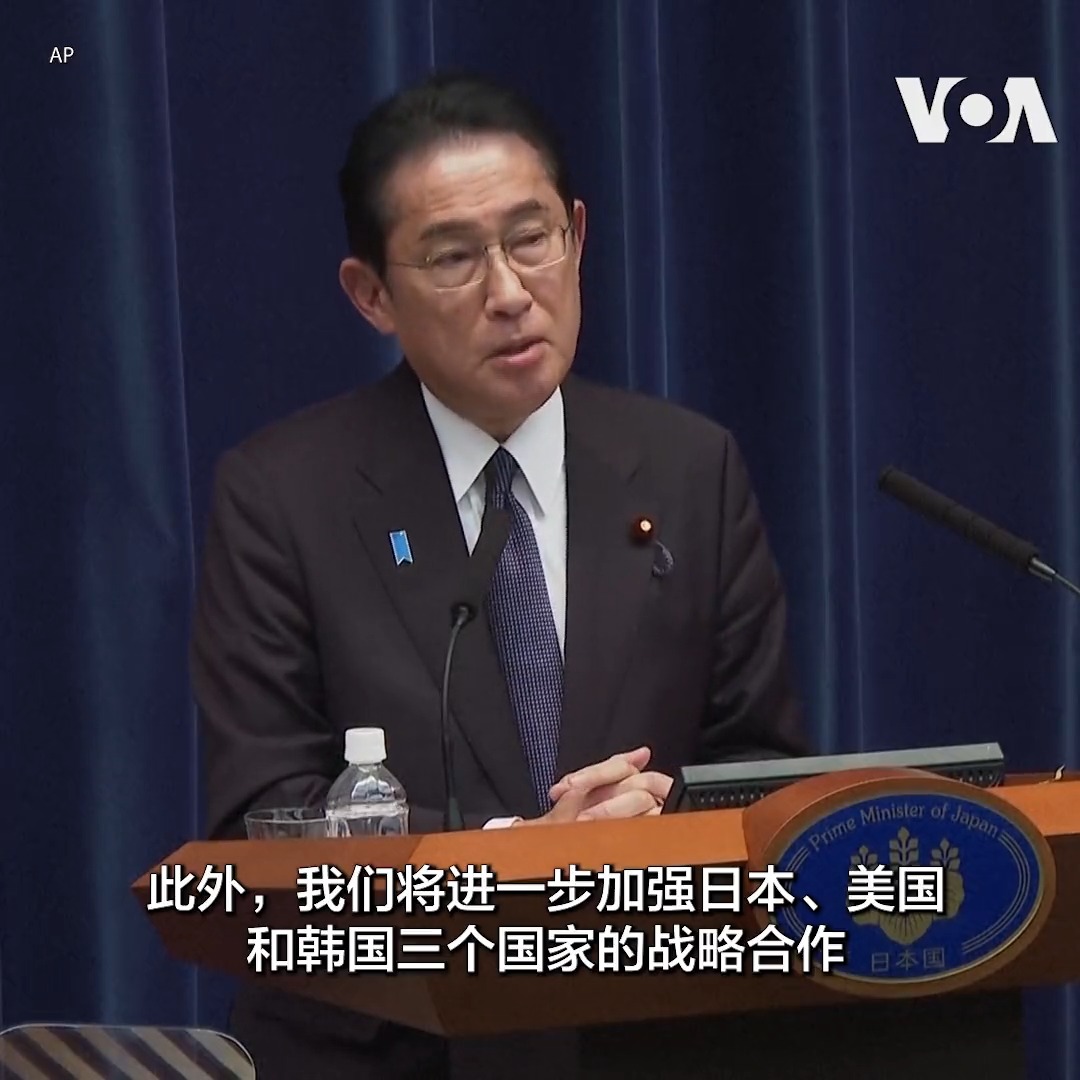 AP
VOA
Prime Minister of Japan
日本国
此外，我们将进一步加强日本、美国
和韩国三个国家的战略合作